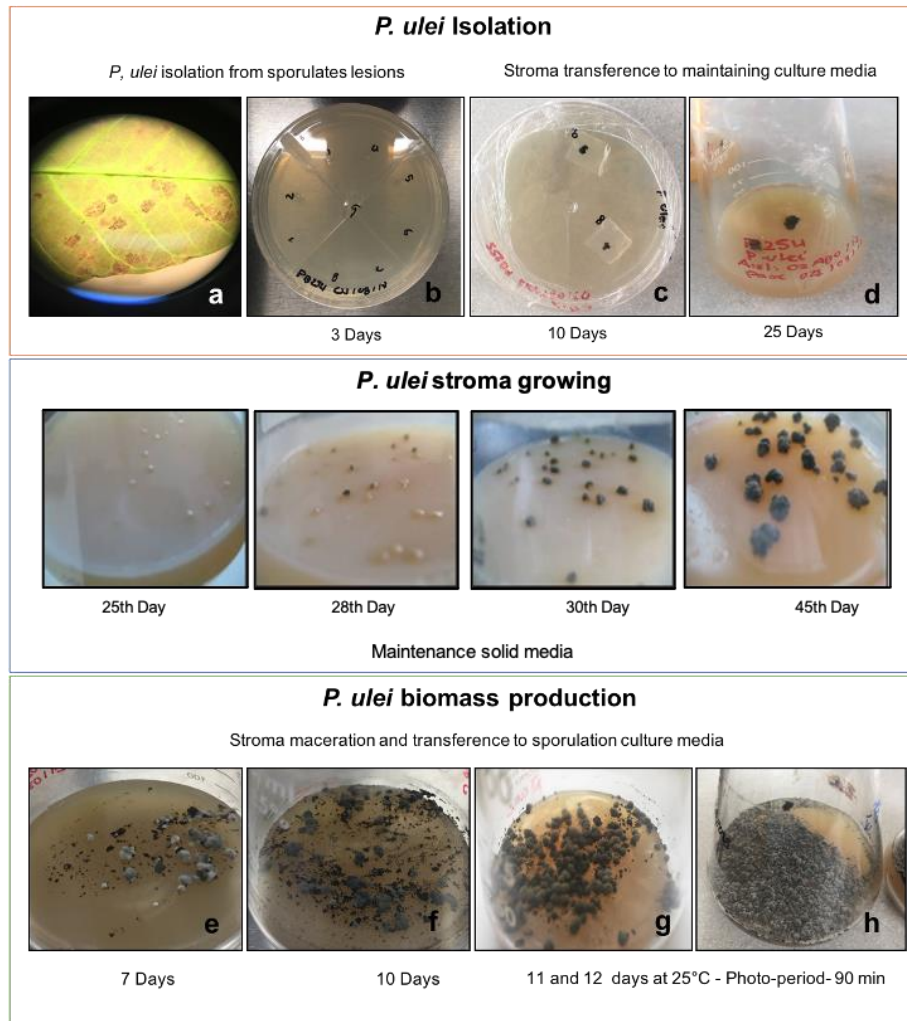 P. ulei Isolation
P, ulei isolation from sporulates lesions
Stroma transference to maintaining culture media
a
b
c
d
3 Days
10 Days
25 Days
P. ulei stroma growing
25th Day
28th Day
30th Day
45th Day
Maintenance solid media
P. ulei biomass production
Stroma maceration and transference to sporulation culture media
e
f
g
h
7 Days
10 Days
11 and 12 days at 25°C - Photo-period- 90 min